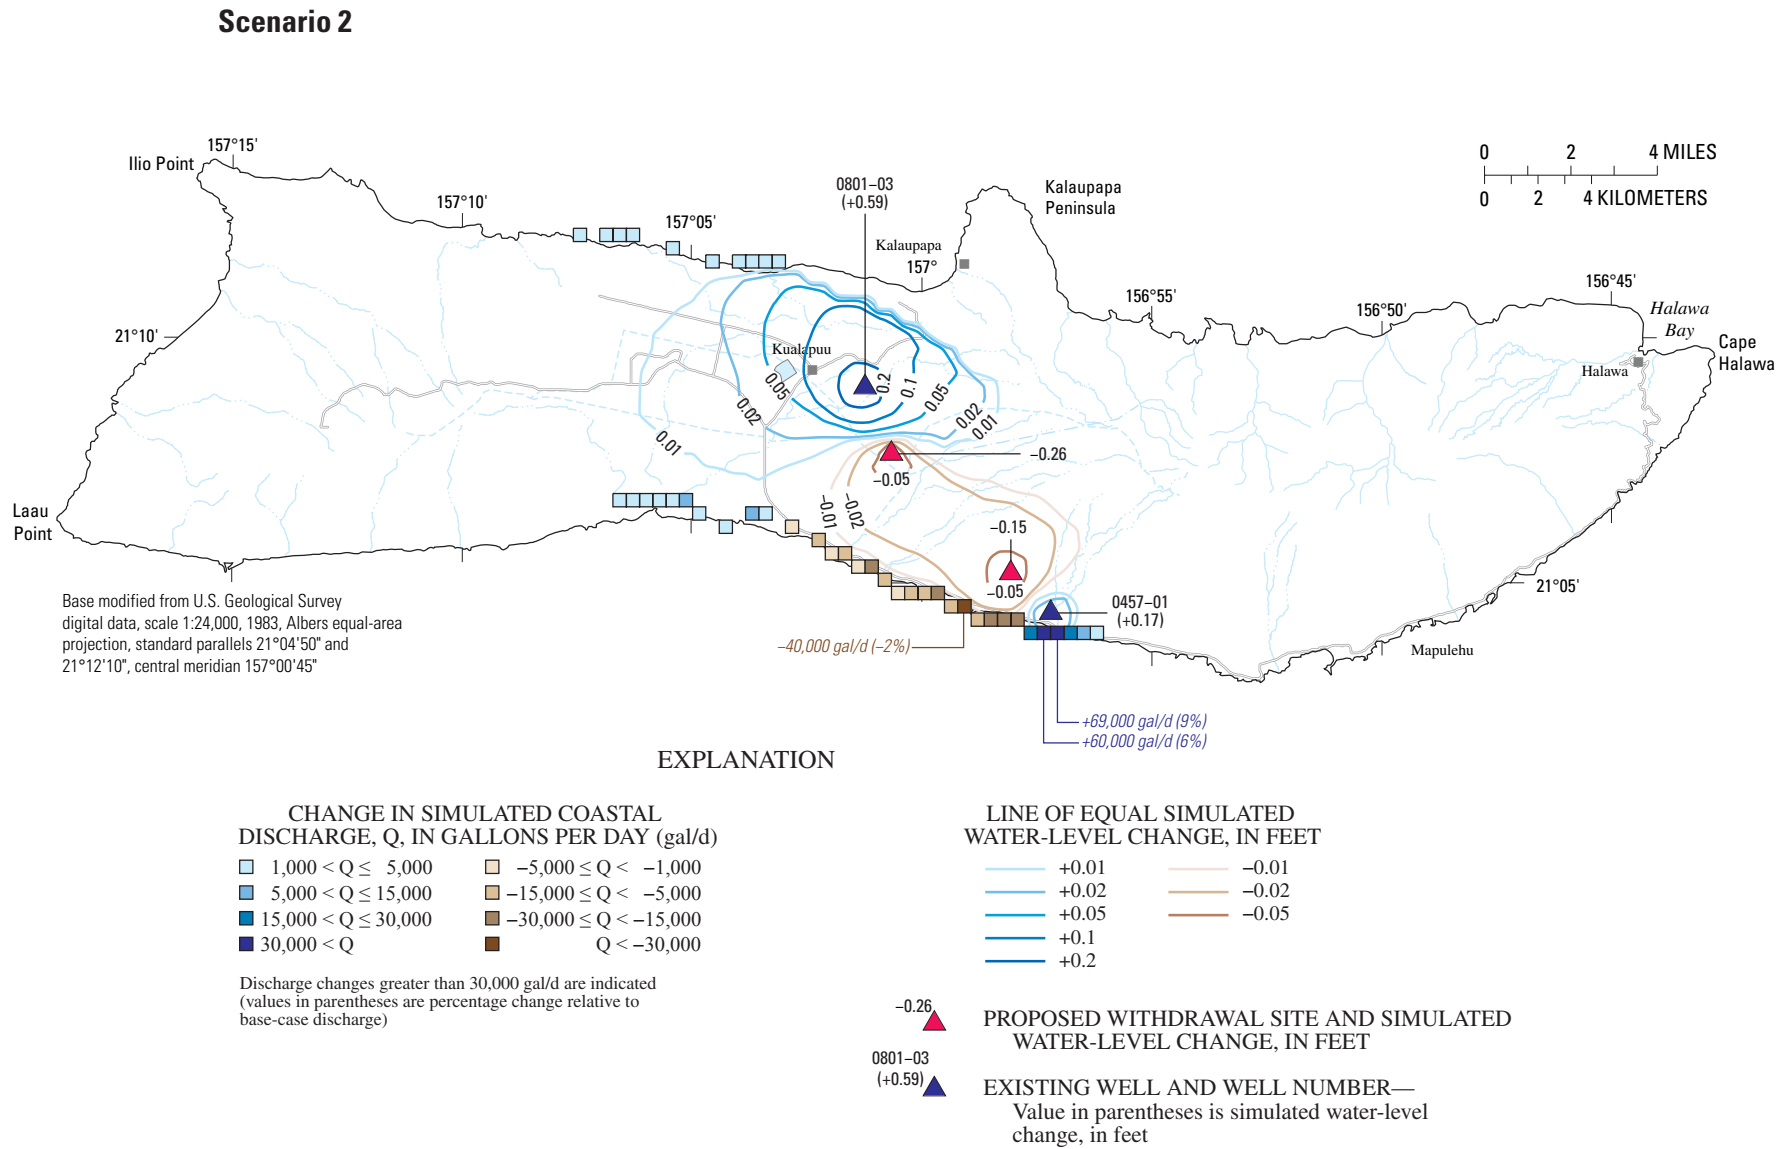 Scenario 2
157°15'
Ilio Point
157°10'
157°05'
0801–03
(+0.59)
Kalaupapa
Peninsula
Kalaupapa
157°
0 2 4 MILES
0 2 4 KILOMETERS
156°55'
156°50'
156°45'
Halawa
Bay
Cape
Halawa
Halawa
21°10'
Kualapuu
0.05
0.02
0.01
0.2
0.1
0.05
0.02
0.01
–0.26
–0.05
–0.01
–0.02
–0.15
–0.05
Laau
Point
0457–01
(+0.17)
21°05'
Mapulehu
Base modified from U.S. Geological Survey
digital data, scale 1:24,000, 1983, Albers equal-area
projection, standard parallels 21°04'50" and
21°12'10", central meridian 157°00'45"
–40,000 gal/d (–2%)
+69,000 gal/d (9%)
+60,000 gal/d (6%)
EXPLANATION
CHANGE IN SIMULATED COASTAL
DISCHARGE, Q, IN GALLONS PER DAY (gal/d)
1,000 < Q ≤ 5,000
5,000 < Q ≤ 15,000
15,000 < Q ≤ 30,000
30,000 < Q
–5,000 ≤ Q < –1,000
–15,000 ≤ Q < –5,000
–30,000 ≤ Q < –15,000
Q < –30,000
Discharge changes greater than 30,000 gal/d are indicated
(values in parentheses are percentage change relative to
base-case discharge)
LINE OF EQUAL SIMULATED
WATER-LEVEL CHANGE, IN FEET
+0.01
+0.02
+0.05
+0.1
+0.2
–0.01
–0.02
–0.05
–0.26
PROPOSED WITHDRAWAL SITE AND SIMULATED
WATER-LEVEL CHANGE, IN FEET
0801–03
(+0.59)
EXISTING WELL AND WELL NUMBER—
Value in parentheses is simulated water-level
change, in feet